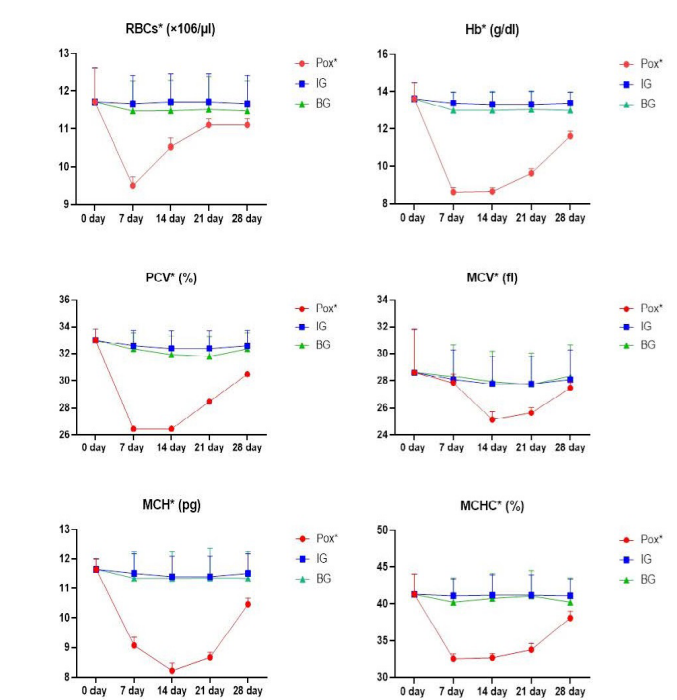 RBCs* (×106/µl)
13
12
11
10
9
0 day 7 day 14 day 21 day 28 day
Pox*
IG
BG
Hb* (g/dl)
16
14
12
10
8
0 day 7 day 14 day 21 day 28 day
Pox*
IG
BG
PCV* (%)
36
34
32
30
28
26
0 day 7 day 14 day 21 day 28 day
Pox*
IG
BG
MCV* (fl)
34
32
30
28
26
24
0 day 7 day 14 day 21 day 28 day
Pox*
IG
BG
MCH* (pg)
13
12
11
10
9
8
0 day 7 day 14 day 21 day 28 day
Pox*
IG
BG
MCHC* (%)
50
45
40
35
30
0 day 7 day 14 day 21 day 28 day
Pox*
IG
BG